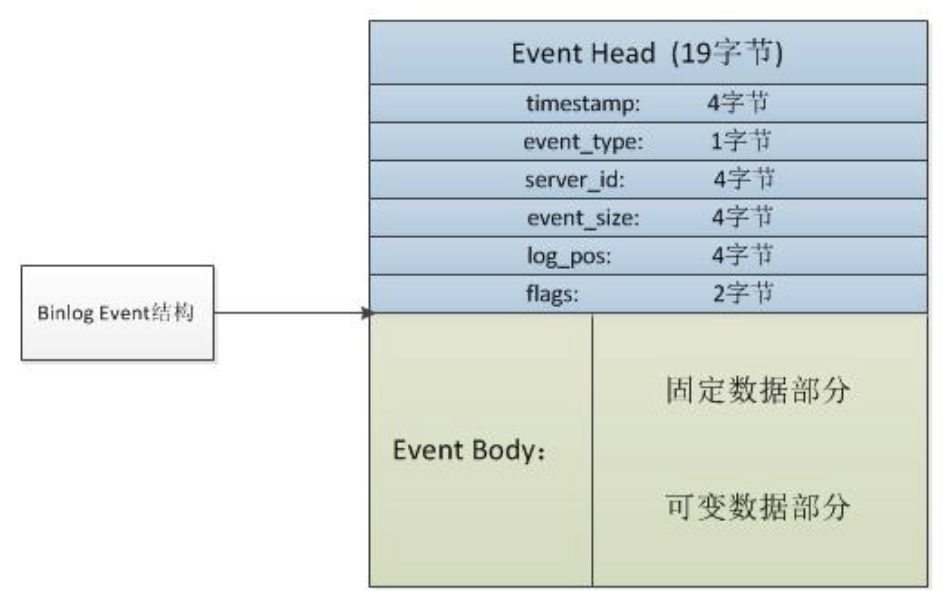 Event Head (19字节)
timestamp: 4字节
event_type: 1字节
server_id: 4字节
event_size: 4字节
log_pos: 4字节
flags: 2字节
Binlog Event结构
Event Body：
固定数据部分
可变数据部分